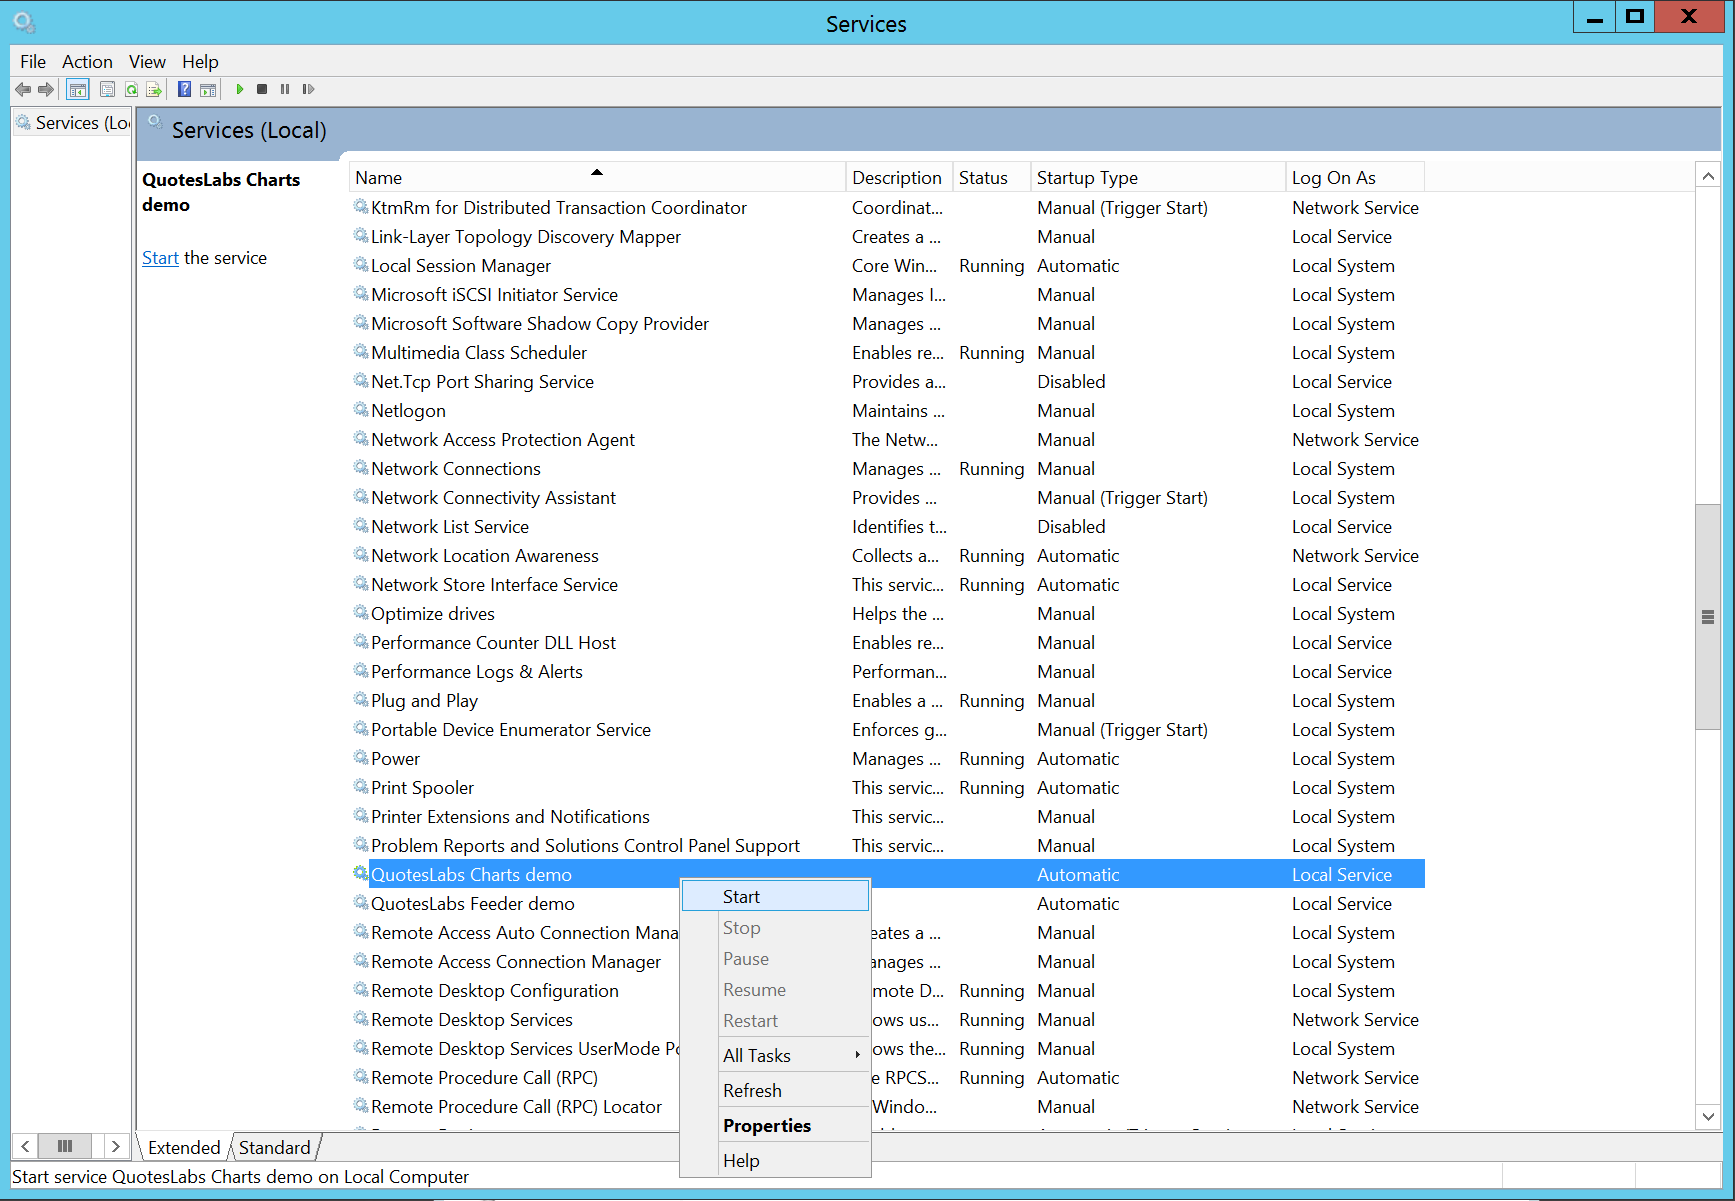 Services
File Action View Help
Services (Lo
Services (Local)
QuotesLabs Charts
demo
Start the service
Name Description Status Startup Type Log On As
KtmRm for Distributed Transaction Coordinator Coordinat... Manual (Trigger Start) Network Service
Link-Layer Topology Discovery Mapper Creates a ... Manual Local Service
Local Session Manager Core Win... Running Automatic Local System
Microsoft iSCSI Initiator Service Manages I... Manual Local System
Microsoft Software Shadow Copy Provider Manages ... Manual Local System
Multimedia Class Scheduler Enables re... Running Manual Local System
Net.Tcp Port Sharing Service Provides a... Disabled Local Service
Netlogon Maintains ... Manual Local System
Network Access Protection Agent The Netw... Manual Network Service
Network Connections Manages ... Running Manual Local System
Network Connectivity Assistant Provides ... Manual (Trigger Start) Local System
Network List Service Identifies t... Disabled Local Service
Network Location Awareness Collects a... Running Automatic Network Service
Network Store Interface Service This servic... Running Automatic Local Service
Optimize drives Helps the ... Manual Local System
Performance Counter DLL Host Enables re... Manual Local Service
Performance Logs & Alerts Performan... Manual Local Service
Plug and Play Enables a ... Running Manual Local System
Portable Device Enumerator Service Enforces g... Manual (Trigger Start) Local System
Power Manages ... Running Automatic Local System
Print Spooler This servic... Running Automatic Local System
Printer Extensions and Notifications This servic... Manual Local System
Problem Reports and Solutions Control Panel Support This servic... Manual Local System
QuotesLabs Charts demo Automatic Local Service
QuotesLabs Feeder demo Automatic Local Service
Remote Access Auto Connection Mana eates a ... Manual Local System
Remote Access Connection Manager anages ... Manual Local System
Remote Desktop Configuration mote D... Running Manual Local System
Remote Desktop Services ows us... Running Manual Network Service
Remote Desktop Services UserMode Po ows the... Running Manual Local System
Remote Procedure Call (RPC) e RPCS... Running Automatic Network Service
Remote Procedure Call (RPC) Locator Windo... Manual Network Service
Start
Stop
Pause
Resume
Restart
All Tasks
Refresh
Properties
Help
Extended Standard
Start service QuotesLabs Charts demo on Local Computer